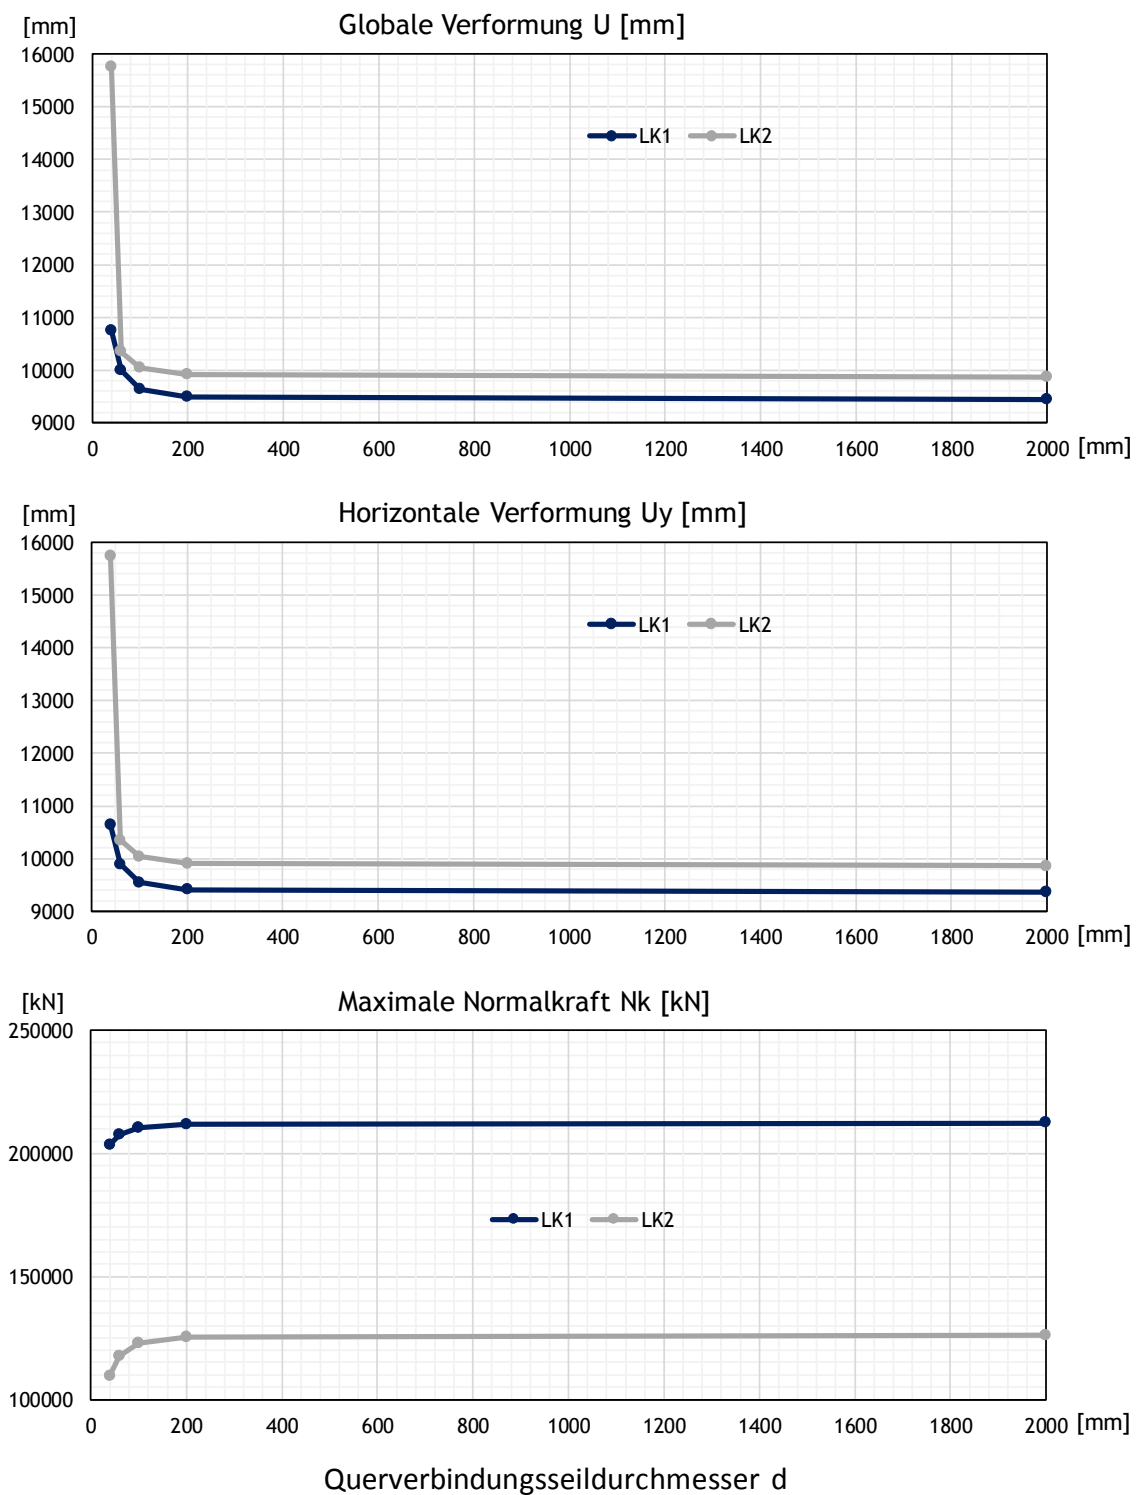 [mm] Globale Verformung U [mm]
16000
15000
14000
13000
12000
11000
10000
9000
LK1 LK2
0 200 400 600 800 1000 1200 1400 1600 1800 2000 [mm]
[mm] Horizontale Verformung Uy [mm]
16000
15000
14000
13000
12000
11000
10000
9000
LK1 LK2
0 200 400 600 800 1000 1200 1400 1600 1800 2000 [mm]
[kN] Maximale Normalkraft Nk [kN]
250000
200000
150000
100000
LK1 LK2
0 200 400 600 800 1000 1200 1400 1600 1800 2000 [mm]
Querverbindungsseildurchmesser d